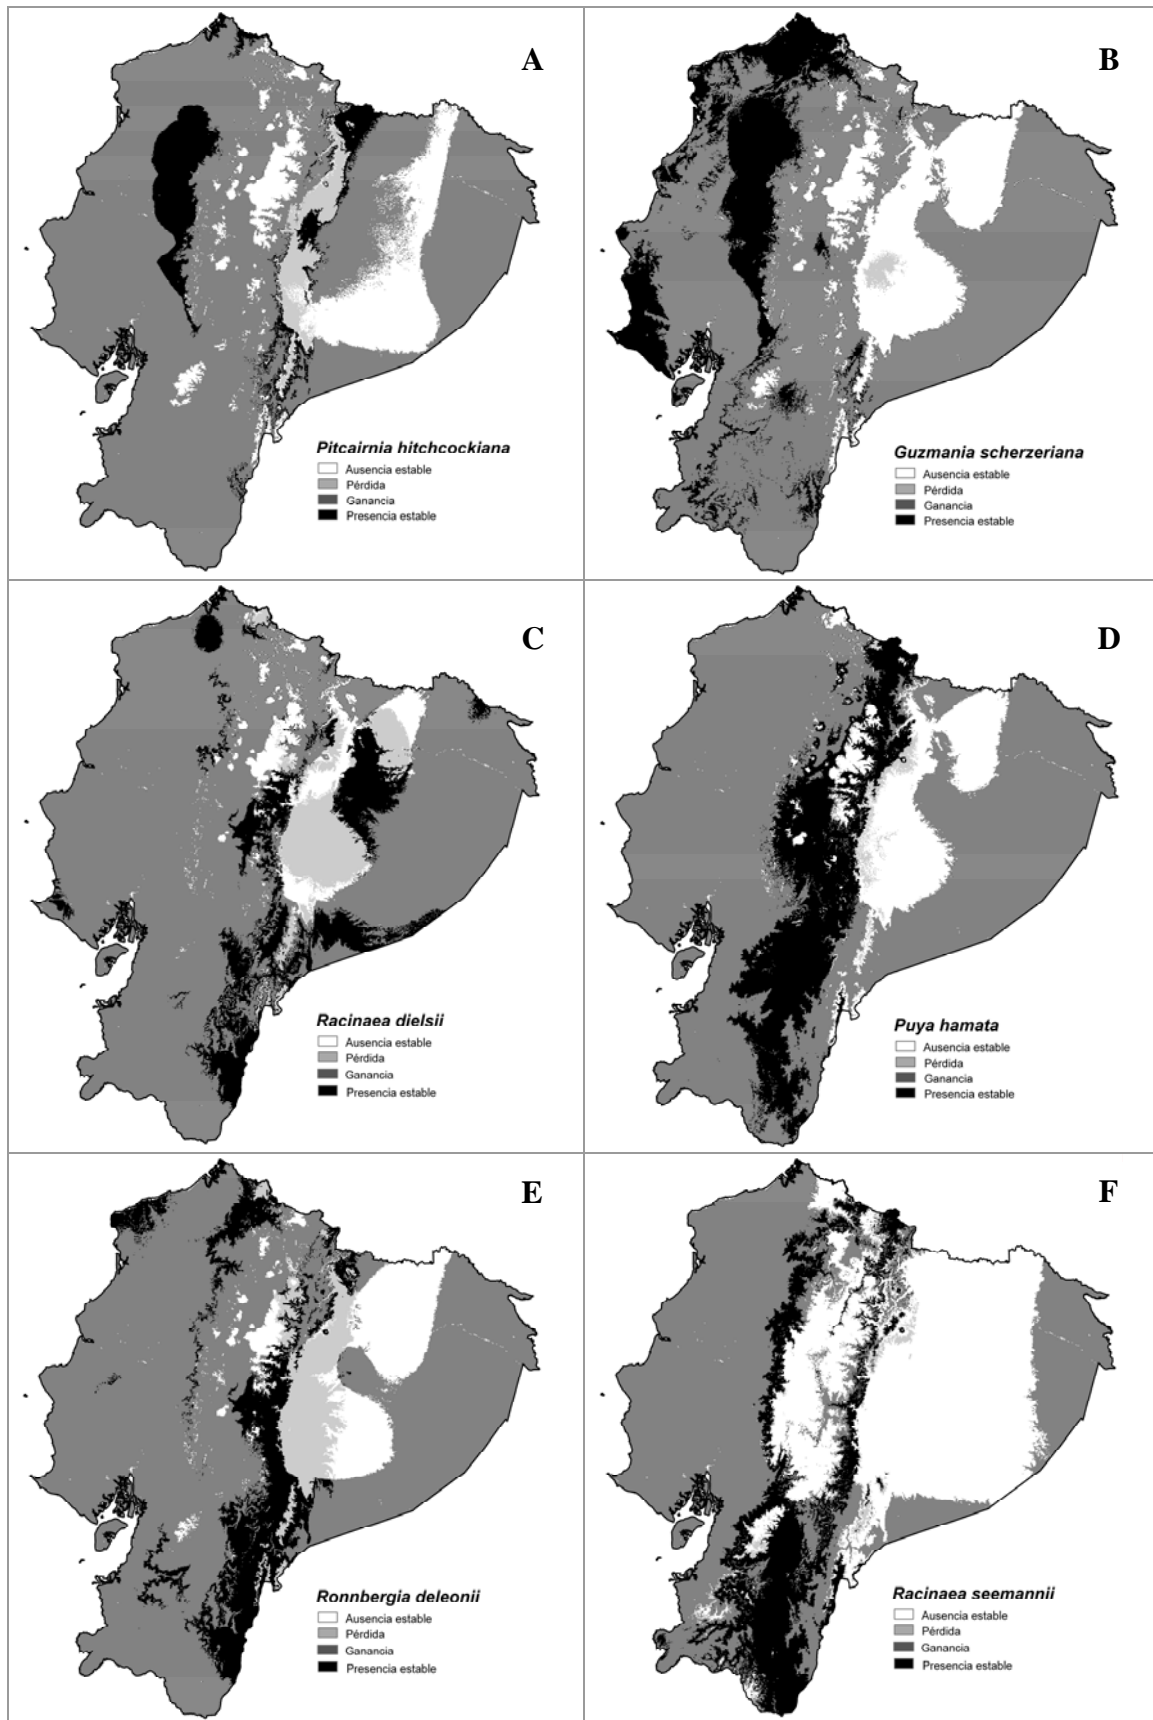 A
Pitcairnia hitchcockiana
Ausencia estable
Pérdida
Ganancia
Presencia estable
B
Guzmania scherzeriana
Ausencia estable
Pérdida
Ganancia
Presencia estable
C
Racinaea dielsii
Ausencia estable
Pérdida
Ganancia
Presencia estable
D
Puya hamata
Ausencia estable
Pérdida
Ganancia
Presencia estable
E
Ronnbergia deleonii
Ausencia estable
Pérdida
Ganancia
Presencia estable
F
Racinaea seemannii
Ausencia estable
Pérdida
Ganancia
Presencia estable